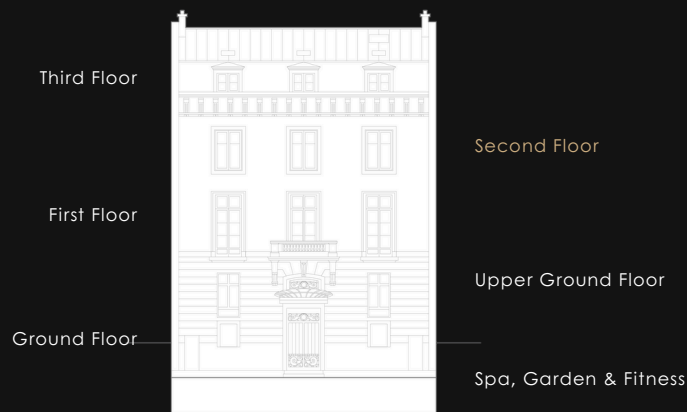 Third Floor
Second Floor
First Floor
Upper Ground Floor
Ground Floor
Spa, Garden & Fitness